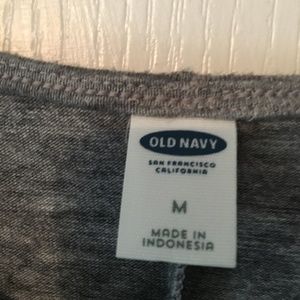 OLD NAVY
SAN FRANCISCO
CALIFORNIA
M
MADE IN
INDONESIA